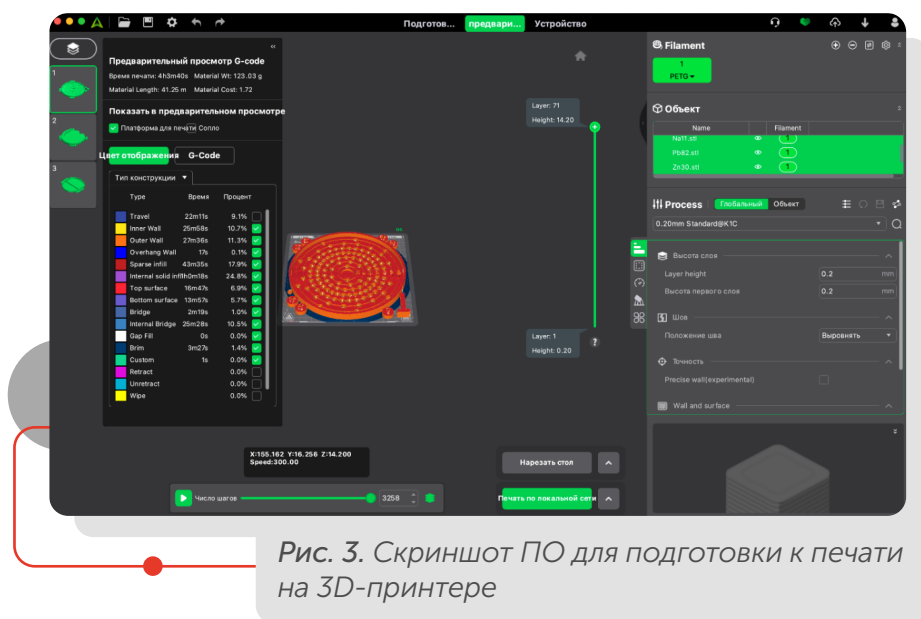 Подготов... предвари... Устройство
Предварительный просмотр G-code
Время печати: 4h3m40s Material Wt: 123.03 g
Material Length: 41.25 m Material Cost: 1.72
Показать в предварительном просмотре
Платформа для печати Сопло
Цвет отображения G-Code
Тип конструкции
Type Время Процент
Travel 22m11s 9.1%
Inner Wall 25m58s 10.7%
Outer Wall 27m36s 11.3%
Overhang Wall 17s 0.1%
Sparse infill 43m35s 17.9%
Internal solid infill 1h0m18s 24.8%
Top surface 16m47s 6.9%
Bottom surface 13m57s 5.7%
Bridge 2m19s 1.0%
Internal Bridge 25m28s 10.5%
Gap Fill 0s 0.0%
Brim 3m27s 1.4%
Custom 1s 0.0%
Retract 0.0%
Unretract 0.0%
Wipe 0.0%
1
2
3
Layer: 71
Height: 14.20
Layer: 1
Height: 0.20
?
X:155.162 Y:16.256 Z:14.200
Speed:300.00
Число шагов 3258
Нарезать стол
Печать по локальной сети
Filament
1
PETG
Объект
Name Filament
Na11.stl 1
Pb82.stl 1
Zn30.stl 1
Process Глобальный Объект
0.20mm Standard@K1C
Высота слоя
Layer height 0.2 mm
Высота первого слоя 0.2 mm
Шов
Положение шва Выровнять
Точность
Precise wall(experimental)
Wall and surface
Рис. 3. Скриншот ПО для подготовки к печати
на 3D-принтере